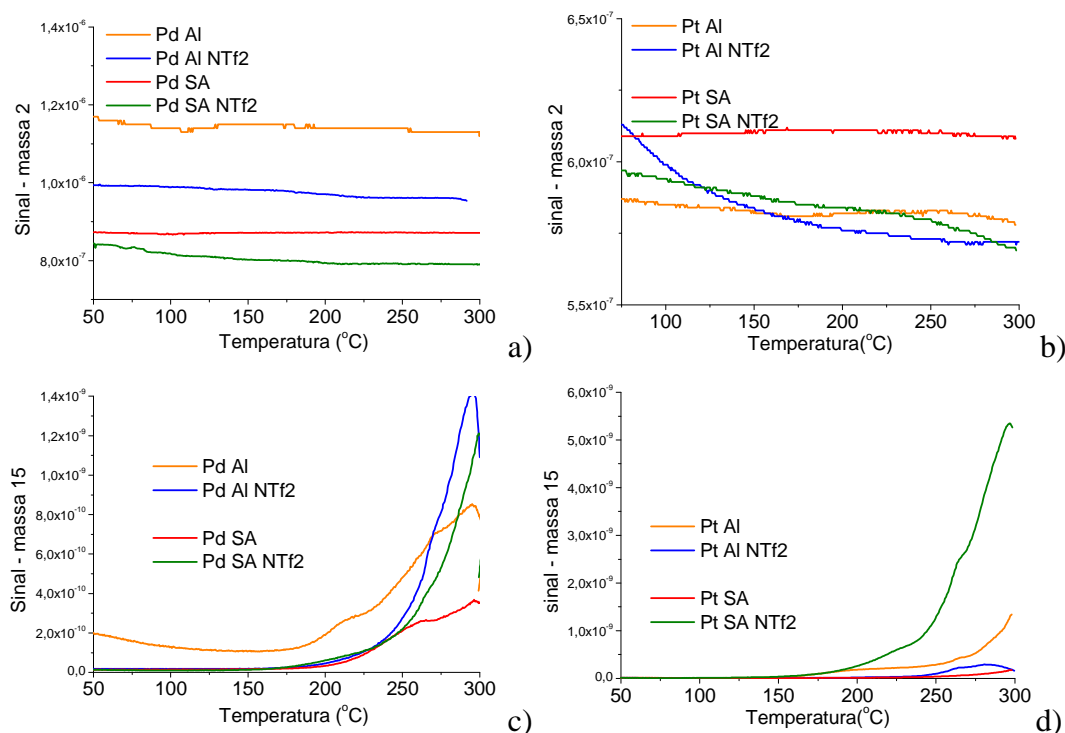 1,4x10⁻⁶
1,2x10⁻⁶
1,0x10⁻⁶
8,0x10⁻⁷
Sinal - massa 2
Pd Al
Pd Al NTf2
Pd SA
Pd SA NTf2
50 100 150 200 250 300
Temperatura (°C)
a)
6,5x10⁻⁷
6,0x10⁻⁷
5,5x10⁻⁷
sinal - massa 2
Pt Al
Pt Al NTf2
Pt SA
Pt SA NTf2
100 150 200 250 300
Temperatura(°C)
b)
1,4x10⁻⁹
1,2x10⁻⁹
1,0x10⁻⁹
8,0x10⁻¹⁰
6,0x10⁻¹⁰
4,0x10⁻¹⁰
2,0x10⁻¹⁰
0,0
Sinal - massa 15
Pd Al
Pd Al NTf2
Pd SA
Pd SA NTf2
50 100 150 200 250 300
Temperatura (°C)
c)
6,0x10⁻⁹
5,0x10⁻⁹
4,0x10⁻⁹
3,0x10⁻⁹
2,0x10⁻⁹
1,0x10⁻⁹
0,0
sinal - massa 15
Pt Al
Pt Al NTf2
Pt SA
Pt SA NTf2
50 100 150 200 250 300
Temperatura(°C)
d)